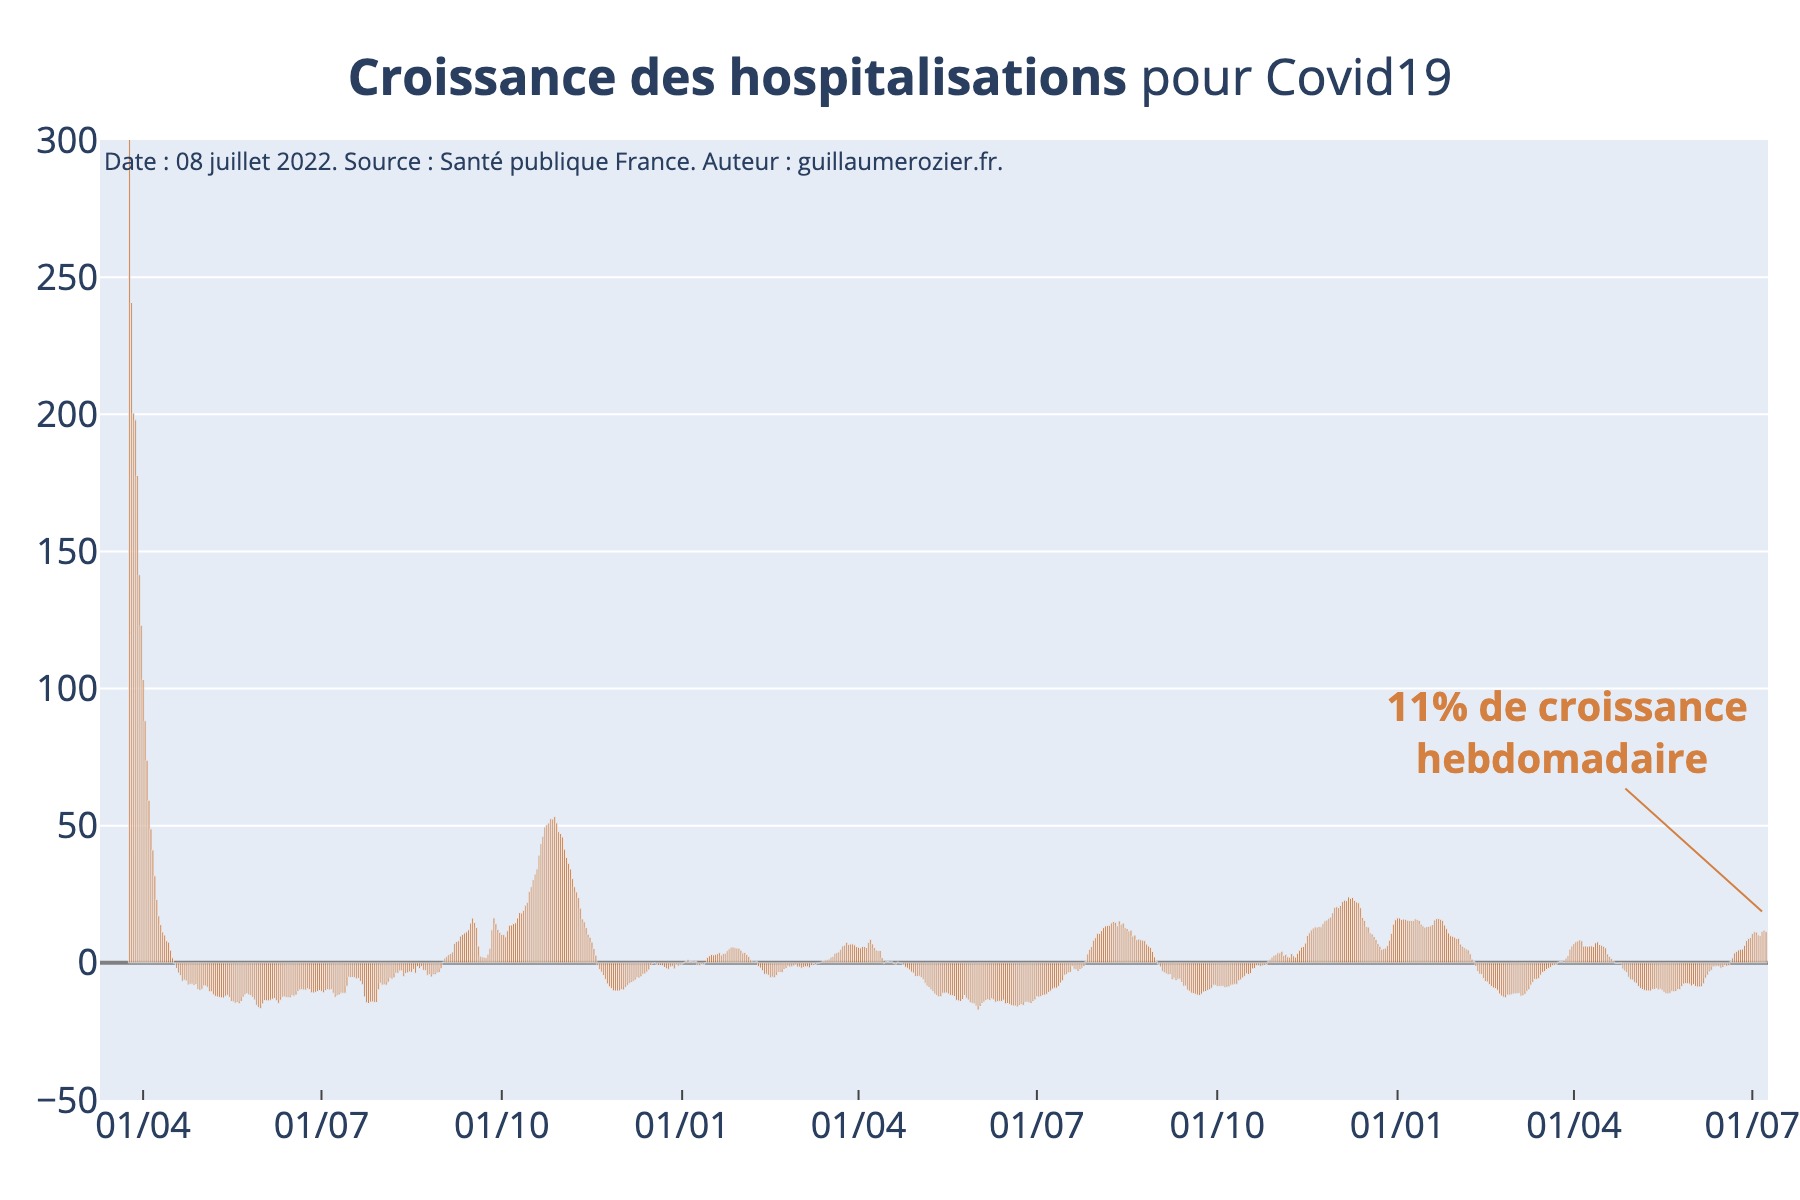 Croissance des hospitalisations pour Covid19
300
Date : 08 juillet 2022. Source : Santé publique France. Auteur : guillaumerozier.fr.
250
200
150
100
11% de croissance
hebdomadaire
50
0
−50
01/04 01/07 01/10 01/01 01/04 01/07 01/10 01/01 01/04 01/07